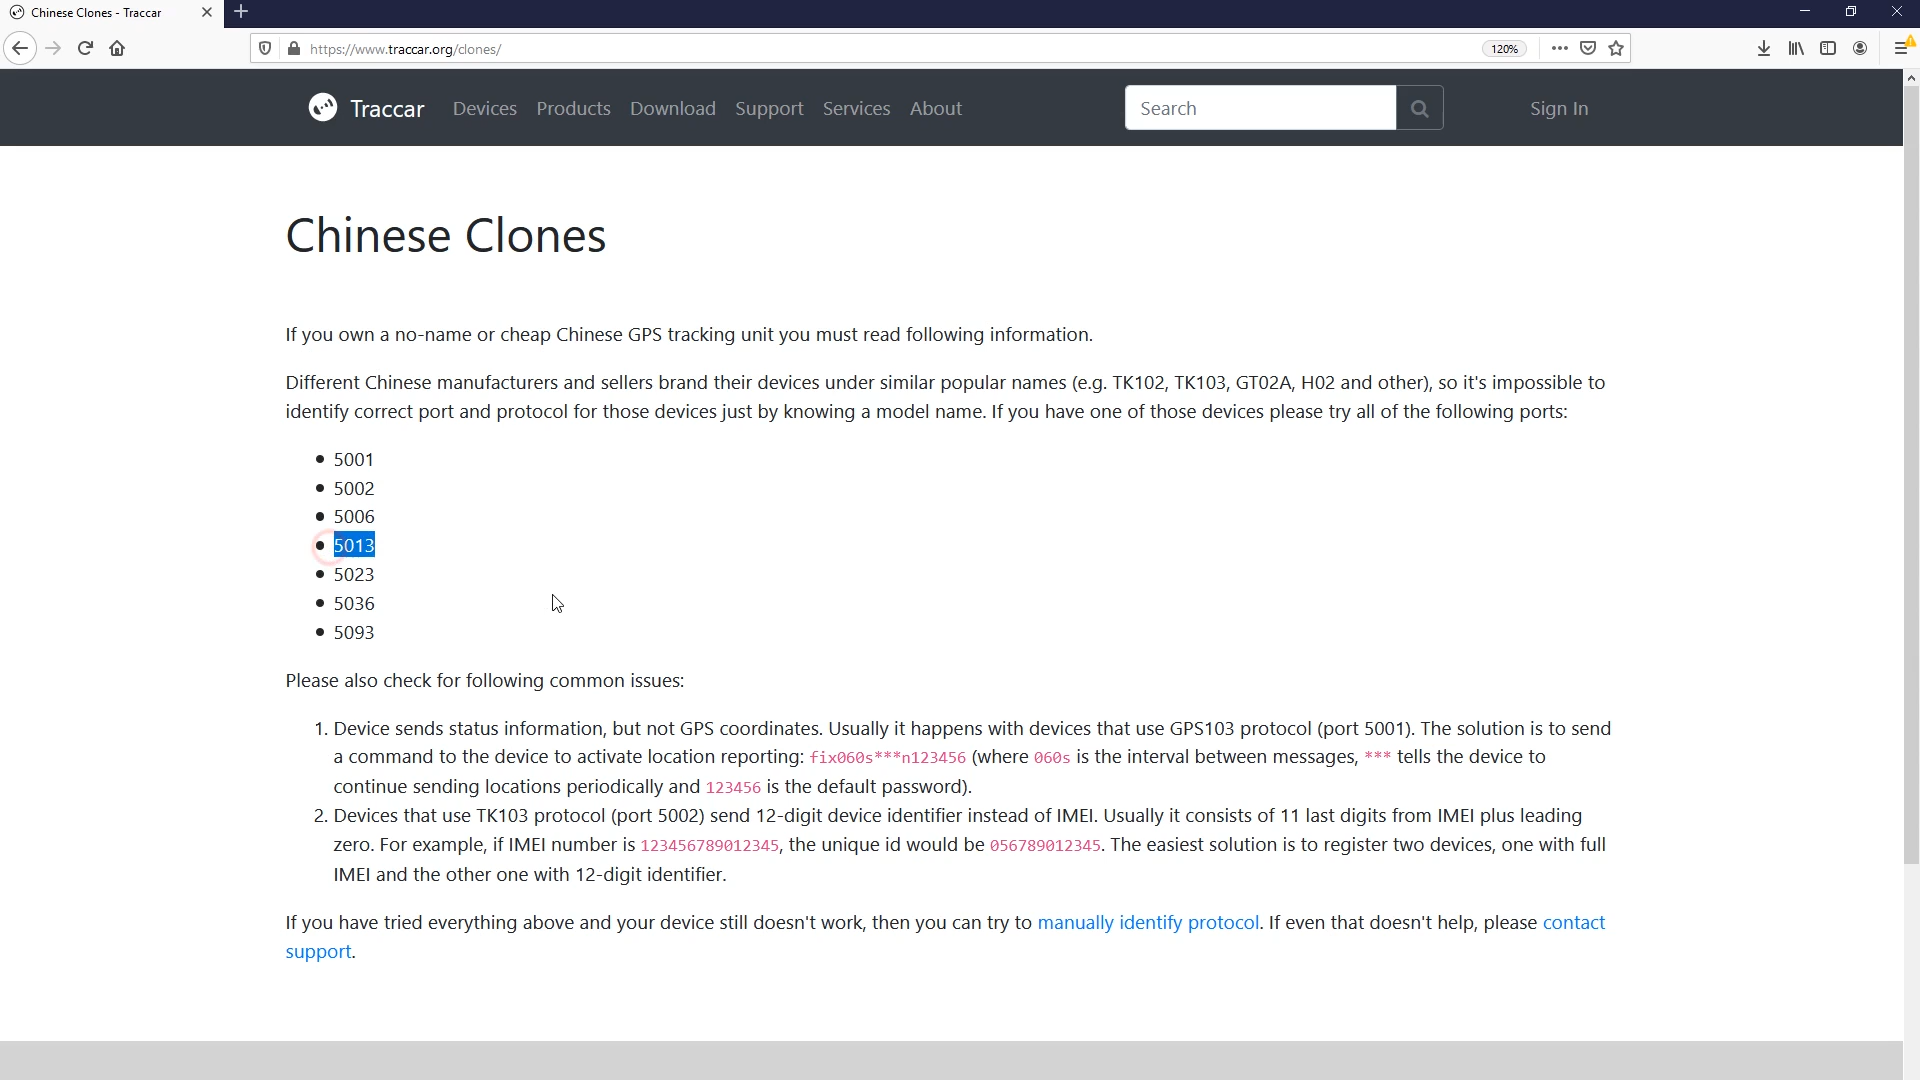 Chinese Clones - Traccar
https://www.traccar.org/clones/
120%
Traccar Devices Products Download Support Services About Search Sign In
Chinese Clones
If you own a no-name or cheap Chinese GPS tracking unit you must read following information.
Different Chinese manufacturers and sellers brand their devices under similar popular names (e.g. TK102, TK103, GT02A, H02 and other), so it's impossible to
identify correct port and protocol for those devices just by knowing a model name. If you have one of those devices please try all of the following ports:
• 5001
• 5002
• 5006
• 5013
• 5023
• 5036
• 5093
Please also check for following common issues:
1. Device sends status information, but not GPS coordinates. Usually it happens with devices that use GPS103 protocol (port 5001). The solution is to send
a command to the device to activate location reporting: fix060s***n123456 (where 060s is the interval between messages, *** tells the device to
continue sending locations periodically and 123456 is the default password).
2. Devices that use TK103 protocol (port 5002) send 12-digit device identifier instead of IMEI. Usually it consists of 11 last digits from IMEI plus leading
zero. For example, if IMEI number is 123456789012345, the unique id would be 056789012345. The easiest solution is to register two devices, one with full
IMEI and the other one with 12-digit identifier.
If you have tried everything above and your device still doesn't work, then you can try to manually identify protocol. If even that doesn't help, please contact
support.